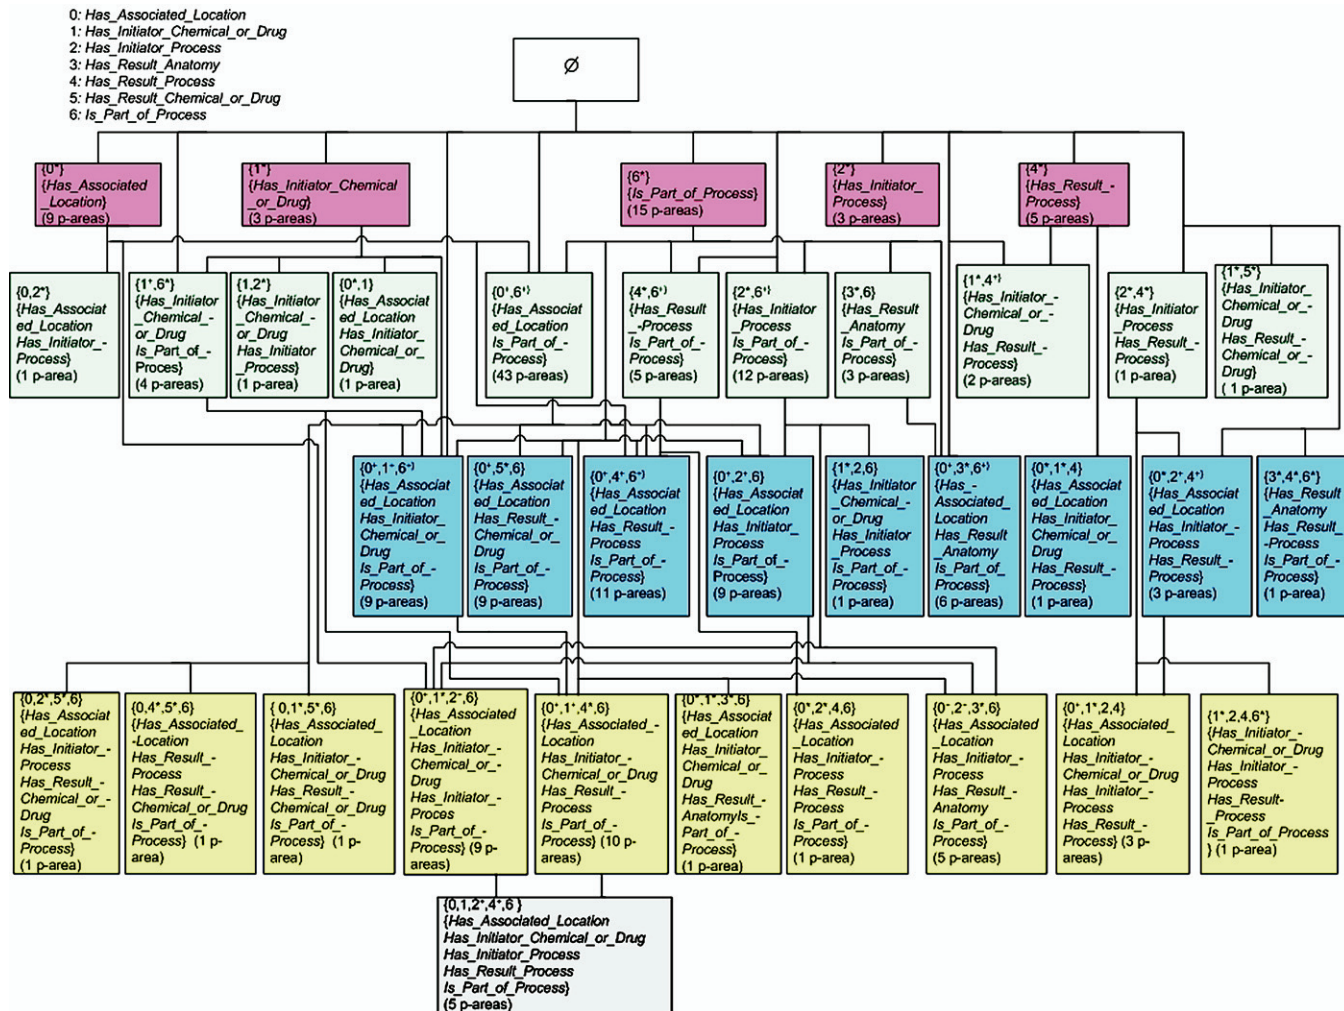 0: Has_Associated_Location
1: Has_Initiator_Chemical_or_Drug
2: Has_Initiator_Process
3: Has_Result_Anatomy
4: Has_Result_Process
5: Has_Result_Chemical_or_Drug
6: Is_Part_of_Process
Ø
{0*}
{Has_Associated
_Location}
(9 p-areas)
{1*}
{Has_Initiator_Chemical
_or_Drug}
(3 p-areas)
{6*}
{Is_Part_of_Process}
(15 p-areas)
{2*}
{Has_Initiator_
Process}
(3 p-areas)
{4*}
{Has_Result_-
Process}
(5 p-areas)
{0,2*}
{Has_Associat
ed_Location
Has_Initiator_-
Process}
(1 p-area)
{1+,6*}
{Has_Initiator
_Chemical_-
or_Drug
Is_Part_of_-
Proces}
(4 p-areas)
{1,2*}
{Has_Initiator
_Chemical_-
or_Drug
Has_Initiator
_Process}
(1 p-area)
{0*,1}
{Has_Associat
ed_Location
Has_Initiator_
Chemical_or_
Drug}
(1 p-area)
{0+,6+}
{Has_Associat
ed_Location
Is_Part_of_-
Process}
(43 p-areas)
{4*,6+}
{Has_Result
_-Process
Is_Part_of_-
Process}
(5 p-areas)
{2*,6+}
{Has_Initiator
_Process
Is_Part_of_-
Process}
(12 p-areas)
{3*,6}
{Has_Result
_Anatomy
Is_Part_of_-
Process}
(3 p-areas)
{1*,4+}
{Has_Initiator_-
Chemical_or_-
Drug
Has_Result_-
Process}
(2 p-areas)
{2*,4*}
{Has_Initiator
_Process
Has_Result_-
Process}
(1 p-area)
{1*,5*}
{Has_Initiator_
Chemical_or_-
Drug
Has_Result_-
Chemical_or_-
Drug}
( 1 p-area)
{0+,1+,6+}
{Has_Associat
ed_Location
Has_Initiator_
Chemical_or_
Drug
Is_Part_of_-
Process}
(9 p-areas)
{0+,5*,6}
{Has_Associat
ed_Location
Has_Result_-
Chemical_or_
Drug
Is_Part_of_-
Process}
(9 p-areas)
{0+,4+,6+}
{Has_Associat
ed_Location
Has_Result_-
Process
Is_Part_of_-
Process}
(11 p-areas)
{0+,2+,6}
{Has_Associat
ed_Location
Has_Initiator_
Process
Is_Part_of_-
Process}
(9 p-areas)
{1*,2,6}
{Has_Initiator
_Chemical_-
or_Drug
Has_Initiator
_Process
Is_Part_of_-
Process}
(1 p-area)
{0+,3*,6+}
{Has_-
Associated_
Location
Has_Result
_Anatomy
Is_Part_of_
Process}
(6 p-areas)
{0*,1*,4}
{Has_Associat
ed_Location
Has_Initiator_
Chemical_or_
Drug
Has_Result_-
Process}
(1 p-area)
{0*,2+,4+}
{Has_Associat
ed_Location
Has_Initiator_-
Process
Has_Result_-
Process}
(3 p-areas)
{3*,4*,6*}
{Has_Result
_Anatomy
Has_Result_
-Process
Is_Part_of_-
Process}
(1 p-area)
{0,2*,5*,6}
{Has_Associat
ed_Location
Has_Initiator_-
Process
Has_Result_-
Chemical_or_-
Drug
Is_Part_of_-
Process}
(1 p-area)
{0,4*,5*,6}
{Has_Associated_
-Location
Has_Result_-
Process
Has_Result_-
Chemical_or_Drug
Is_Part_of_-
Process} (1 p-
area)
{ 0,1*,5*,6}
{Has_Associated_
Location
Has_Initiator_-
Chemical_or_Drug
Has_Result_-
Chemical_or_Drug
Is_Part_of_-
Process} (1 p-
area)
{0*,1*,2*,6}
{Has_Associated
_Location
Has_Initiator_-
Chemical_or_-
Drug
Has_Initiator_-
Proces
Is_Part_of_-
Process} (9 p-
areas)
{0*,1*,4*,6}
{Has_Associated_-
Location
Has_Initiator_-
Chemical_or_Drug
Has_Result_-
Process
Is_Part_of_-
Process} (10 p-
areas)
{0*,1*,3*,6}
{Has_Associat
ed_Location
Has_Initiator_
Chemical_or_
Drug
Has_Result_-
AnatomyIs_-
Part_of_-
Process}
(1 p-area)
{0*,2*,4,6}
{Has_Associated
_Location
Has_Initiator_-
Process
Has_Result_-
Process
Is_Part_of_-
Process}
(1 p-area)
{0-,2-,3*,6}
{Has_Associated
_Location
Has_Initiator_-
Process
Has_Result_-
Anatomy
Is_Part_of_-
Process}
(5 p-areas)
{0*,1*,2,4}
{Has_Associated_
Location
Has_Initiator_-
Chemical_or_Drug
Has_Initiator_-
Process
Has_Result_-
Process} (3 p-
areas)
{1*,2,4,6*}
{Has_Initiator_-
Chemical_or_Drug
Has_Initiator_-
Process
Has_Result-
_Process
Is_Part_of_Process
} (1 p-area)
{0,1,2*,4*,6 }
{Has_Associated_Location
Has_Initiator_Chemical_or_Drug
Has_Initiator_Process
Has_Result_Process
Is_Part_of_Process}
(5 p-areas)